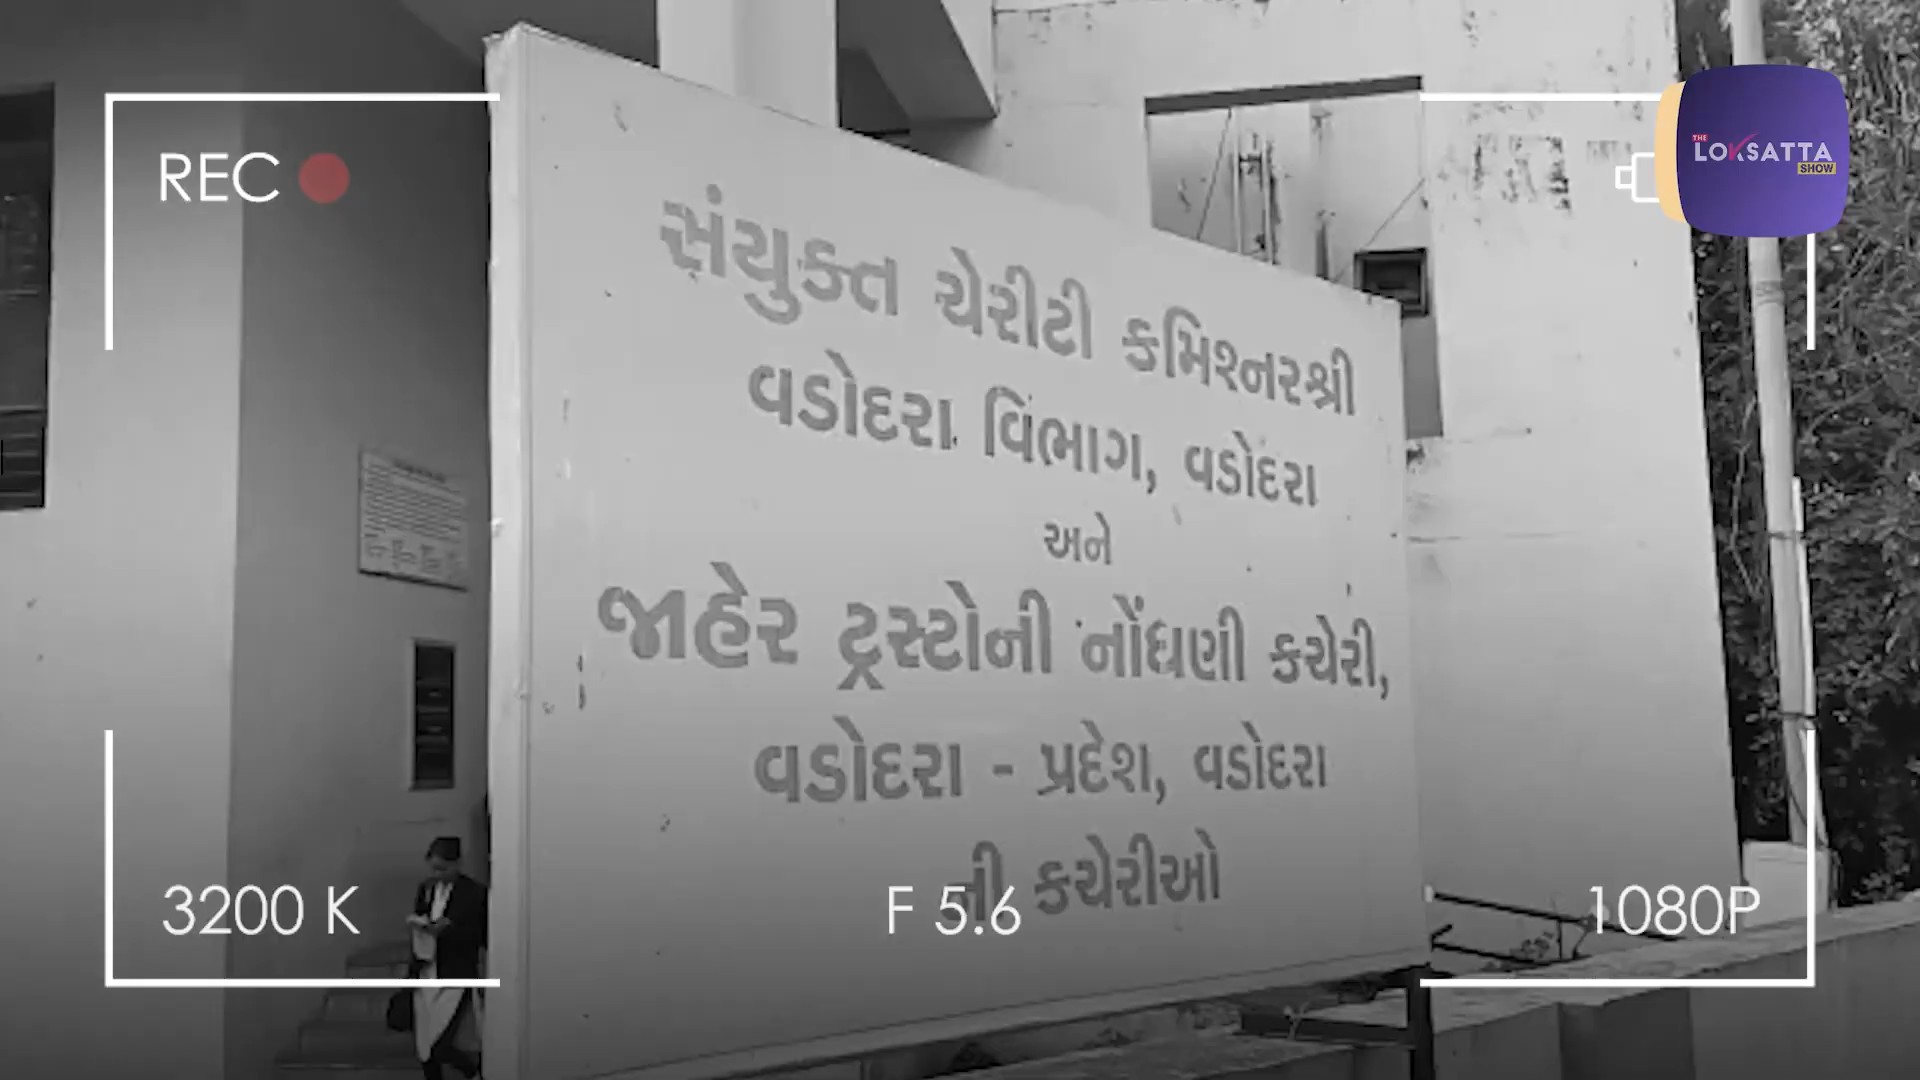 REC
THE
LOKSATTA
SHOW
સંયુક્ત ચેરીટી કમિશ્નરશ્રી
વડોદરા વિભાગ, વડોદરા
અને
જાહેર ટ્રસ્ટોની નોંધણી કચેરી,
વડોદરા - પ્રદેશ, વડોદરા
ની કચેરીઓ
3200 K
F 5.6
1080P